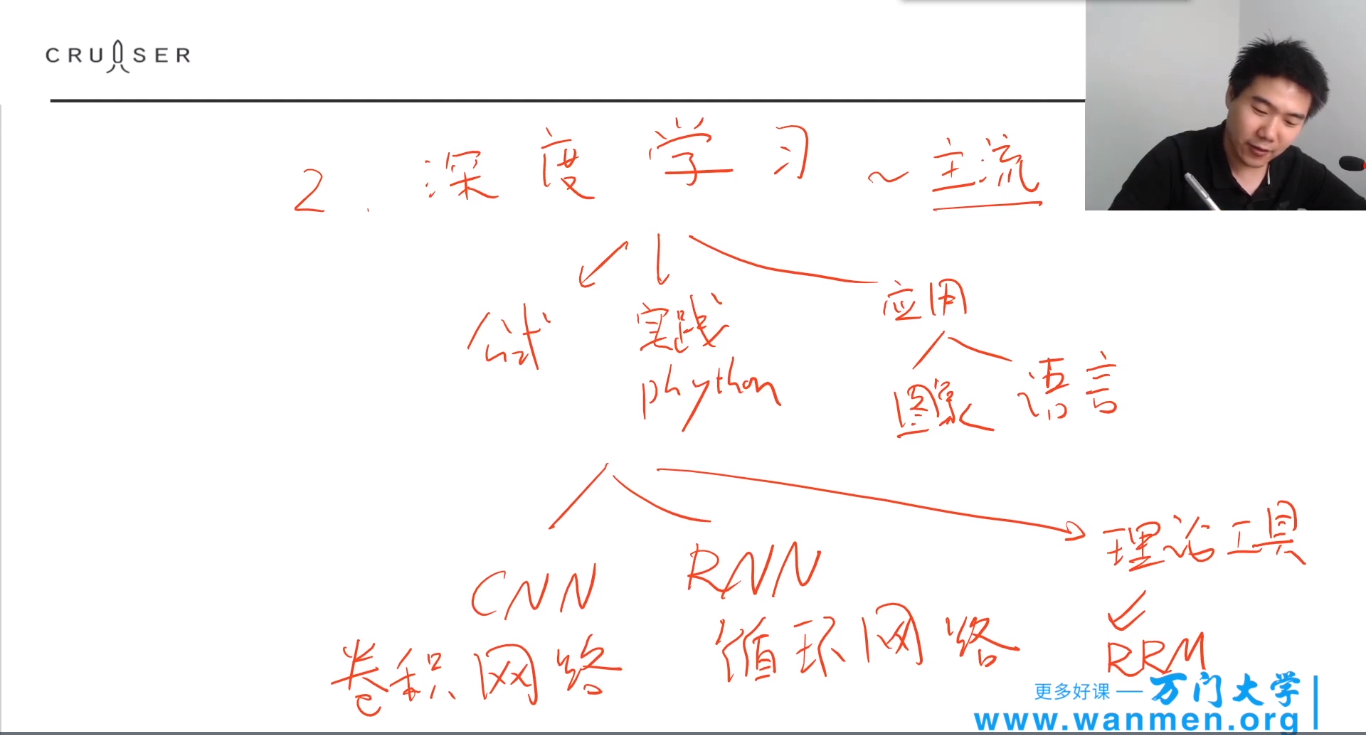 CRUISER
2. 深度学习 ~ 主流
公式 实践 应用
phython 图象 语言
CNN RNN 理论工具
卷积网络 循环网络 RRM
更多好课 — 万门大学
www.wanmen.org